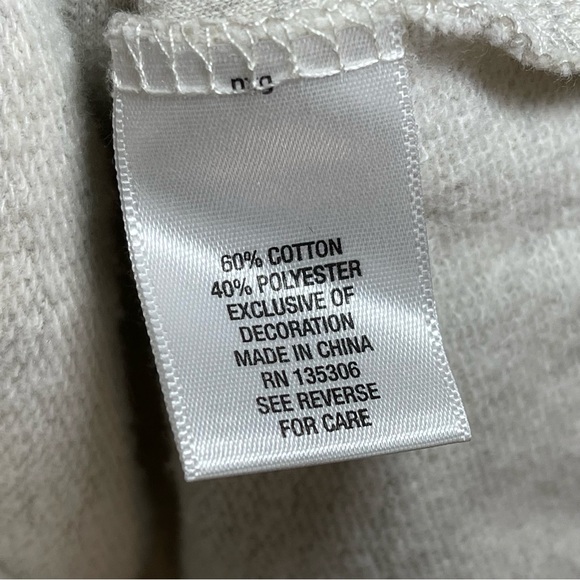 60% COTTON
40% POLYESTER
EXCLUSIVE OF
DECORATION
MADE IN CHINA
RN 135306
SEE REVERSE
FOR CARE